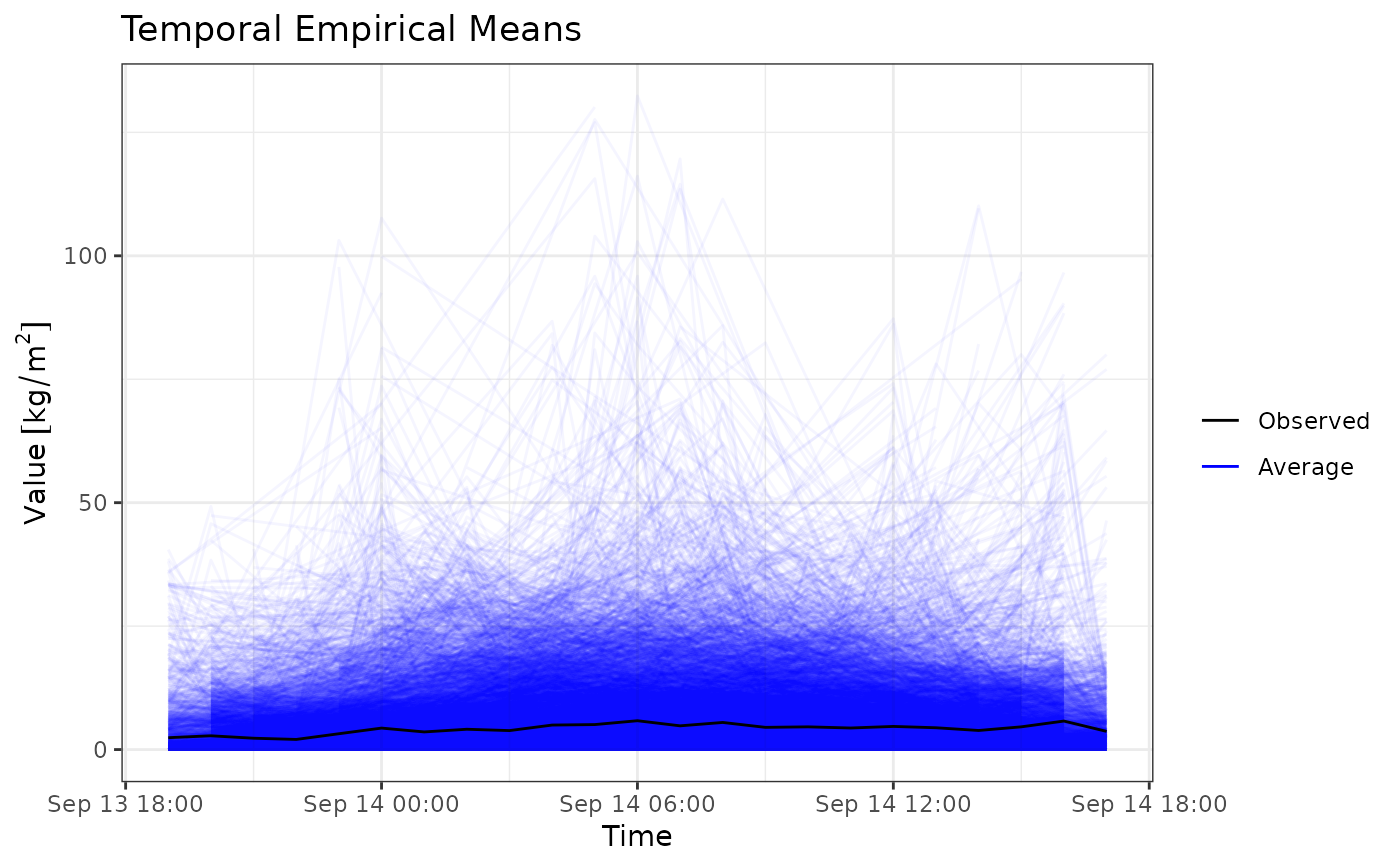 Temporal Empirical Means
Value [kg/m²]
100
50
0
Sep 13 18:00 Sep 14 00:00 Sep 14 06:00 Sep 14 12:00 Sep 14 18:00
Time
Observed
Average